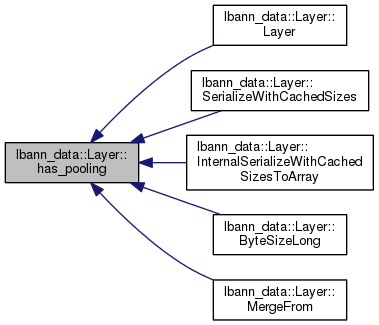 lbann_data::Layer::
Layer
lbann_data::Layer::
SerializeWithCachedSizes
lbann_data::Layer::
has_pooling
lbann_data::Layer::
InternalSerializeWithCached
SizesToArray
lbann_data::Layer::
ByteSizeLong
lbann_data::Layer::
MergeFrom